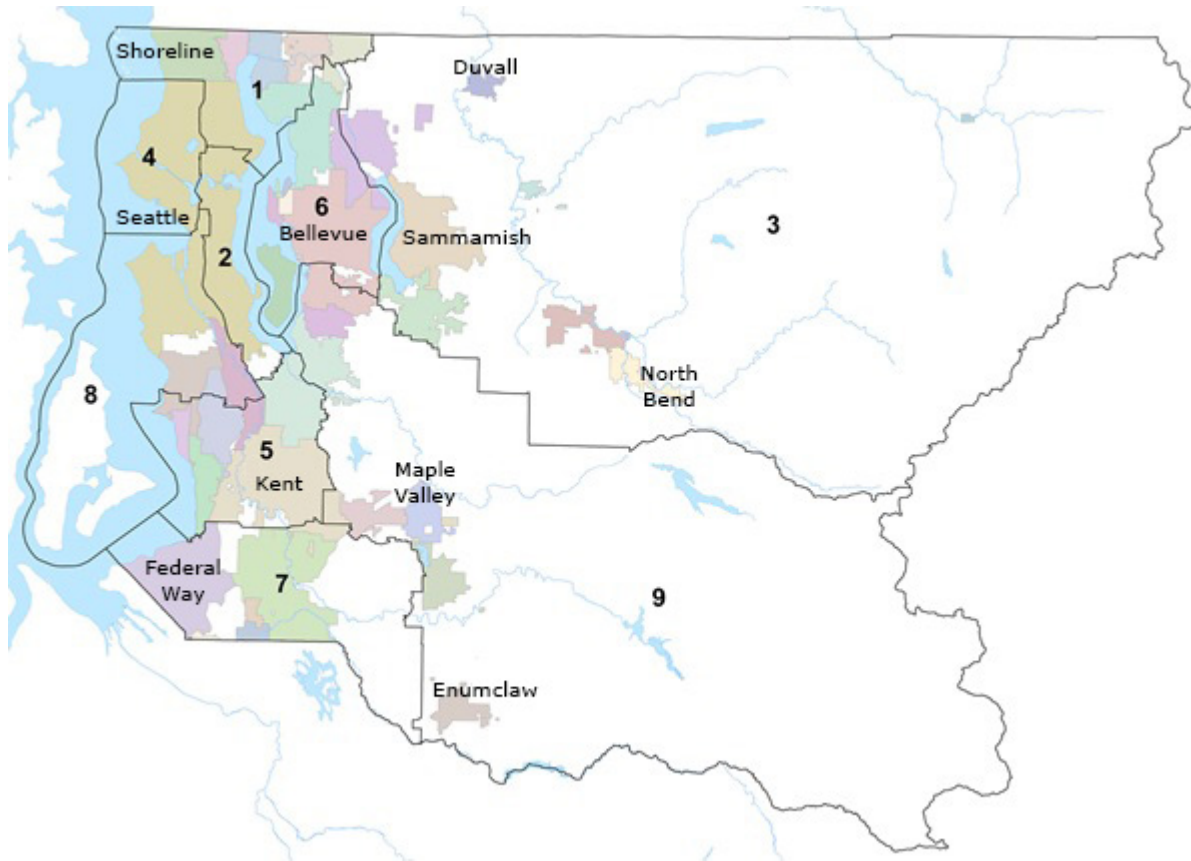 Shoreline
Duvall
1
4
3
6
Seattle
Bellevue
Sammamish
2
North
Bend
8
5
Maple
Valley
Kent
Federal
Way
7
9
Enumclaw